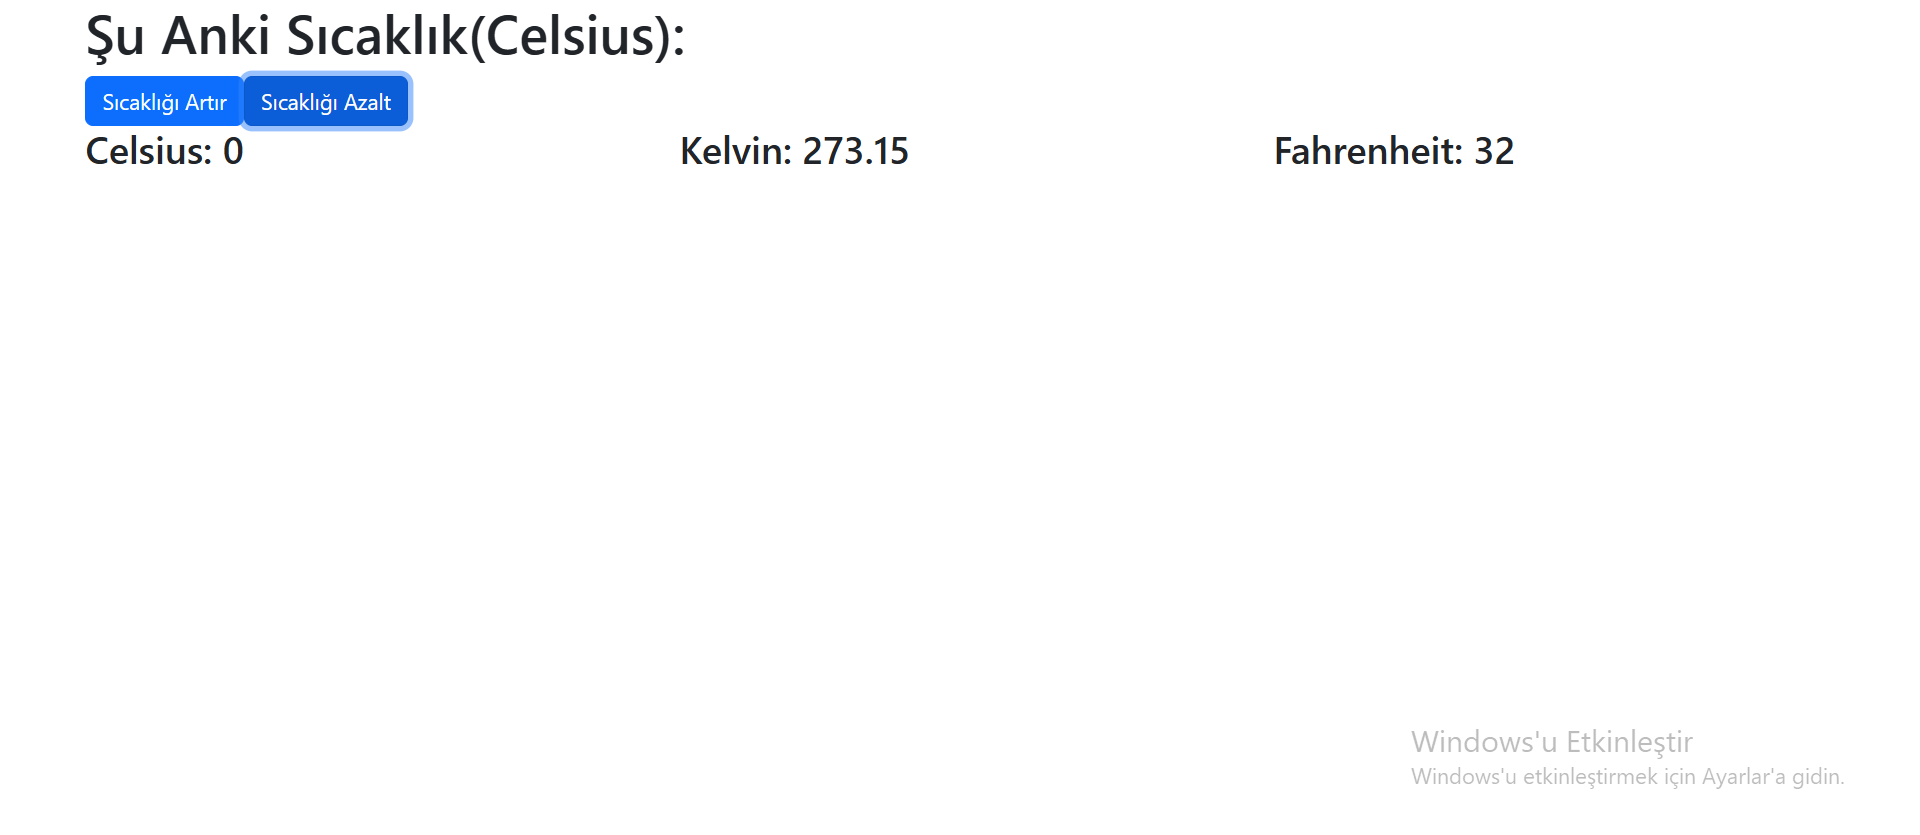 Şu Anki Sıcaklık(Celsius):
Sıcaklığı Artır Sıcaklığı Azalt
Celsius: 0 Kelvin: 273.15 Fahrenheit: 32
Windows'u Etkinleştir
Windows'u etkinleştirmek için Ayarlar'a gidin.